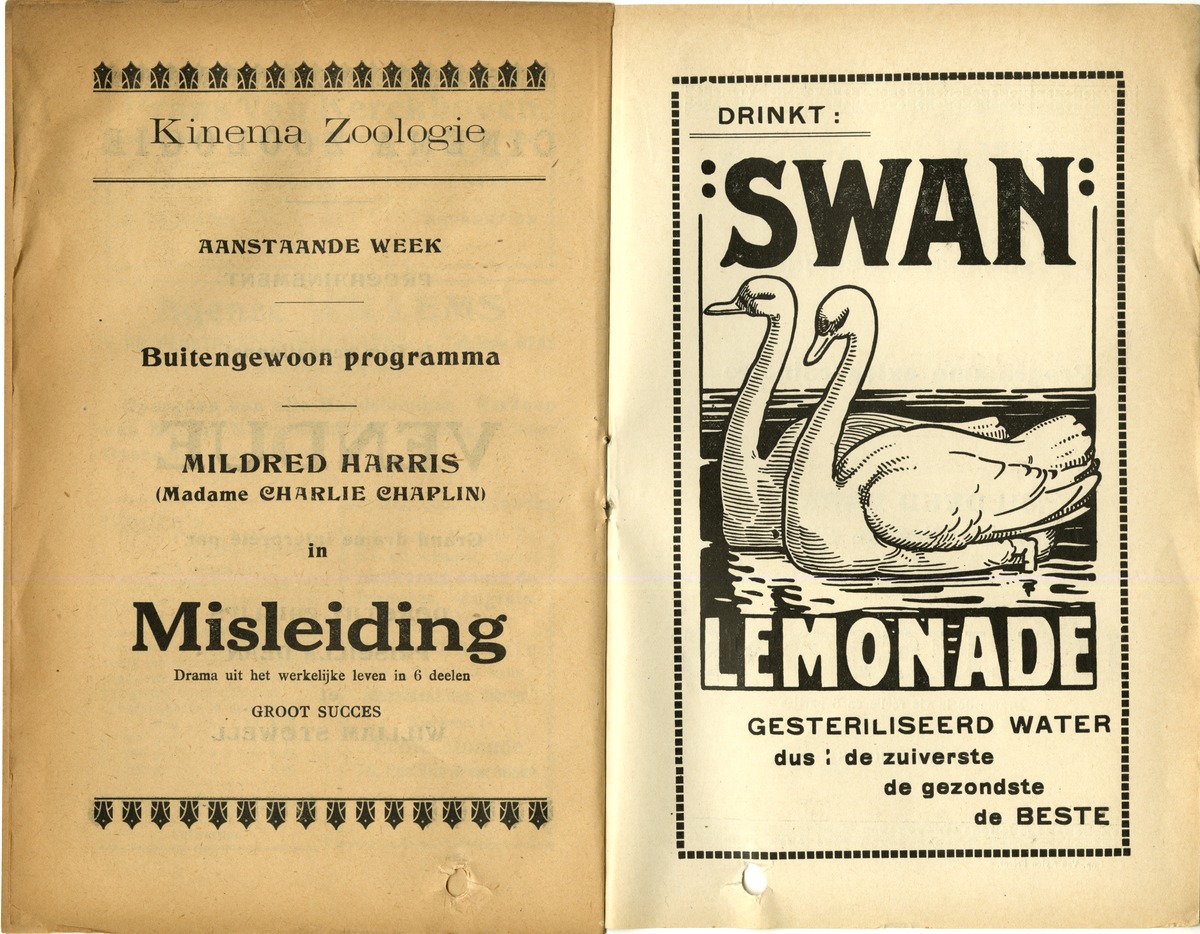 Kinema Zoologie
AANSTAANDE WEEK
Buitengewoon programma
MILDRED HARRIS
(Madame CHARLIE CHAPLIN)
in
Misleiding
Drama uit het werkelijke leven in 6 deelen
GROOT SUCCES
DRINKT :
:SWAN:
LEMONADE
GESTERILISEERD WATER
dus : de zuiverste
de gezondste
de BESTE